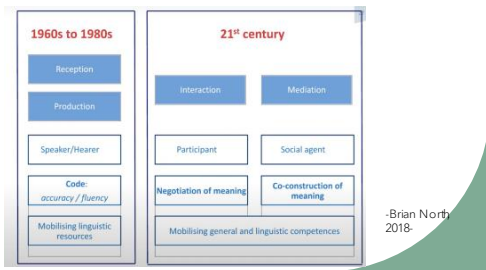 1960s to 1980s
Reception
Production
Speaker/Hearer
Code:
accuracy / fluency
Mobilising linguistic
resources
21st century
Interaction
Mediation
Participant
Social agent
Negotiation of meaning
Co-construction of
meaning
Mobilising general and linguistic competences
-Brian North
2018-